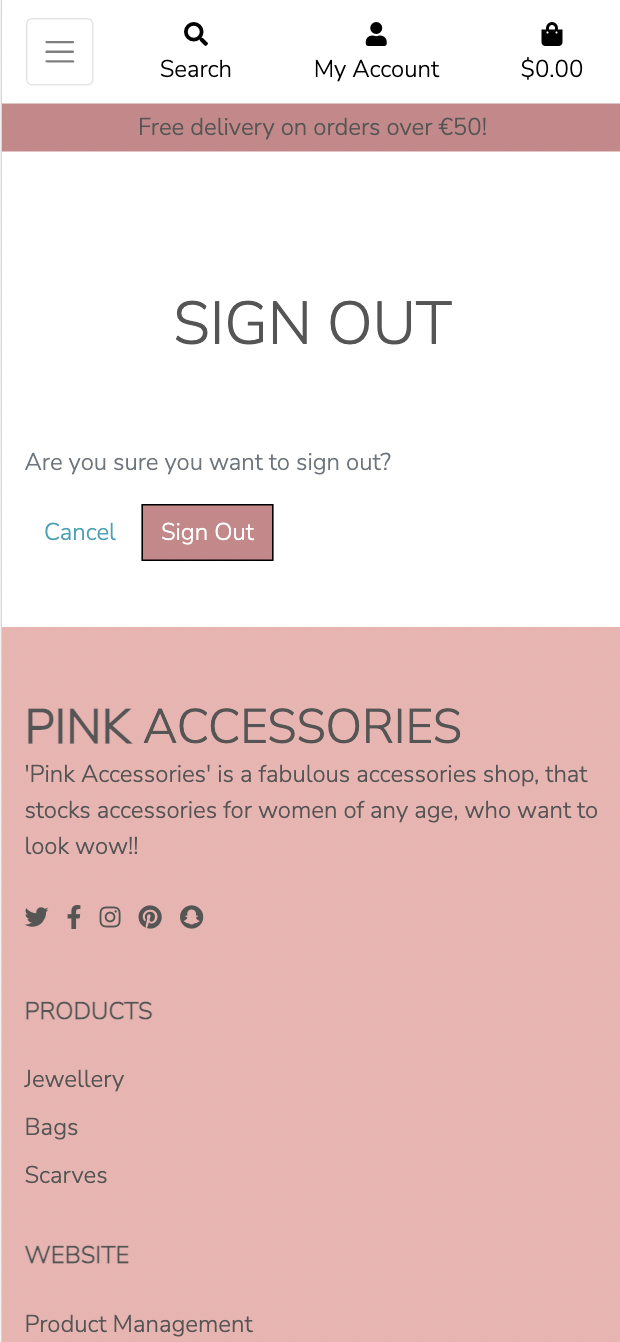 Search
My Account
$0.00
Free delivery on orders over €50!
SIGN OUT
Are you sure you want to sign out?
Cancel
Sign Out
PINK ACCESSORIES
'Pink Accessories' is a fabulous accessories shop, that
stocks accessories for women of any age, who want to
look wow!!
PRODUCTS
Jewellery
Bags
Scarves
WEBSITE
Product Management